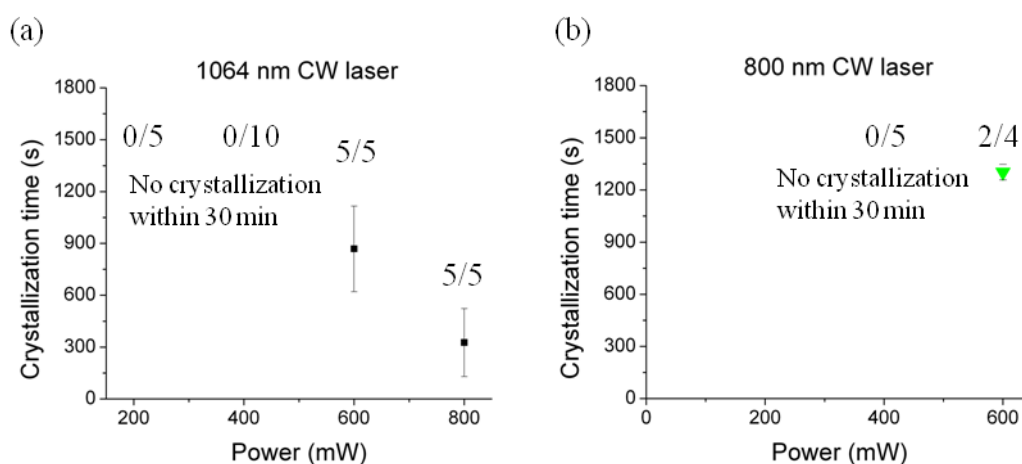 (a)
1064 nm CW laser
Crystallization time (s)
1800
1500
1200
900
600
300
0
0/5
0/10
5/5
No crystallization
within 30 min
5/5
200
400
600
800
Power (mW)
(b)
800 nm CW laser
Crystallization time (s)
1800
1500
1200
900
600
300
0
0/5
2/4
No crystallization
within 30 min
0
200
400
600
Power (mW)